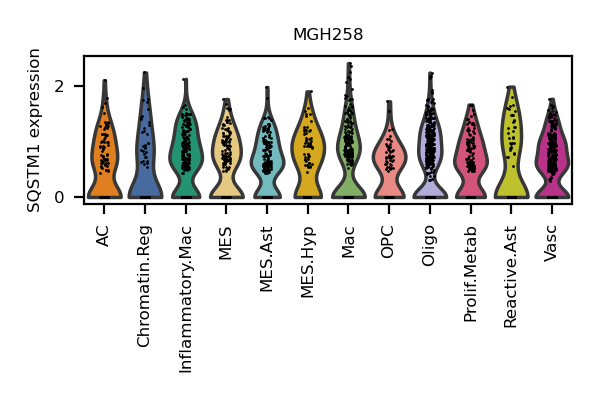 MGH258
SQSTM1 expression
2
0
AC
Chromatin.Reg
Inflammatory.Mac
MES
MES.Ast
MES.Hyp
Mac
OPC
Oligo
Prolif.Metab
Reactive.Ast
Vasc